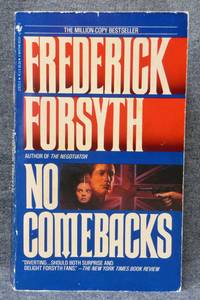 THE MILLION-COPY BESTSELLER
FREDERICK
FORSYTH
AUTHOR OF THE NEGOTIATOR
NO
COMEBACKS
"DIVERTING...SHOULD BOTH SURPRISE AND
DELIGHT FORSYTH FANS." –THE NEW YORK TIMES BOOK REVIEW